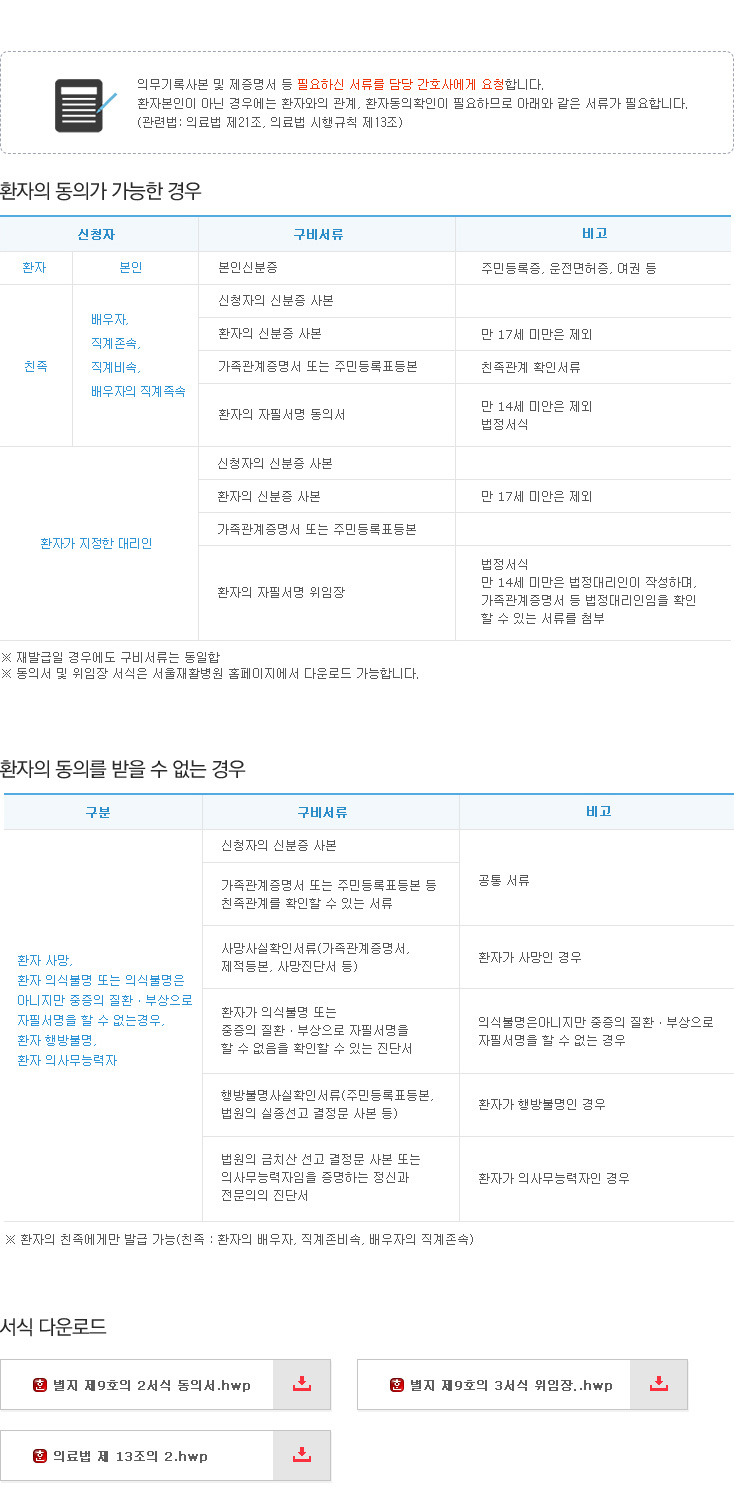 의무기록사본 및 제증명서 등 필요하신 서류를 담당 간호사에게 요청합니다.
환자본인이 아닌 경우에는 환자와의 관계, 환자동의확인이 필요하므로 아래와 같은 서류가 필요합니다.
(관련법: 의료법 제21조, 의료법 시행규칙 제13조)
환자의 동의가 가능한 경우
신청자 구비서류 비고
환자 본인 본인신분증 주민등록증, 운전면허증, 여권 등
친족
배우자,
직계존속,
직계비속,
배우자의 직계족속
신청자의 신분증 사본
환자의 신분증 사본 만 17세 미만은 제외
가족관계증명서 또는 주민등록표등본 친족관계 확인서류
환자의 자필서명 동의서
만 14세 미안은 제외
법정서식
환자가 지정한 대리인
신청자의 신분증 사본
환자의 신분증 사본 만 17세 미안은 제외
가족관계증명서 또는 주민등록표등본
환자의 자필서명 위임장
법정서식
만 14세 미만은 법정대리인이 작성하며,
가족관계증명서 등 법정대리인임을 확인
할 수 있는 서류를 첨부
※ 재발급일 경우에도 구비서류는 동일합
※ 동의서 및 위임장 서식은 서울재활병원 홈페이지에서 다운로드 가능합니다.
환자의 동의를 받을 수 없는 경우
구분 구비서류 비고
환자 사망,
환자 의식불명 또는 의식불명은
아니지만 중증의 질환 · 부상으로
자필서명을 할 수 없는경우,
환자 행방불명,
환자 의사무능력자
신청자의 신분증 사본
가족관계증명서 또는 주민등록표등본 등
친족관계를 확인할 수 있는 서류
공통 서류
사망사실확인서류(가족관계증명서,
제적등본, 사망진단서 등)
환자가 사망인 경우
환자가 의식불명 또는
중증의 질환 · 부상으로 자필서명을
할 수 없음을 확인할 수 있는 진단서
의식불명은아니지만 중증의 질환 · 부상으로
자필서명을 할 수 없는 경우
행방불명사실확인서류(주민등록표등본,
법원의 실종선고 결정문 사본 등)
환자가 행방불명인 경우
법원의 금치산 선고 결정문 사본 또는
의사무능력자임을 증명하는 정신과
전문의의 진단서
환자가 의사무능력자인 경우
※ 환자의 친족에게만 발급 가능(친족 : 환자의 배우자, 직계존비속, 배우자의 직계존속)
서식 다운로드
별지 제9호의 2서식 동의서.hwp
별지 제9호의 3서식 위임장..hwp
의료법 제 13조의 2.hwp